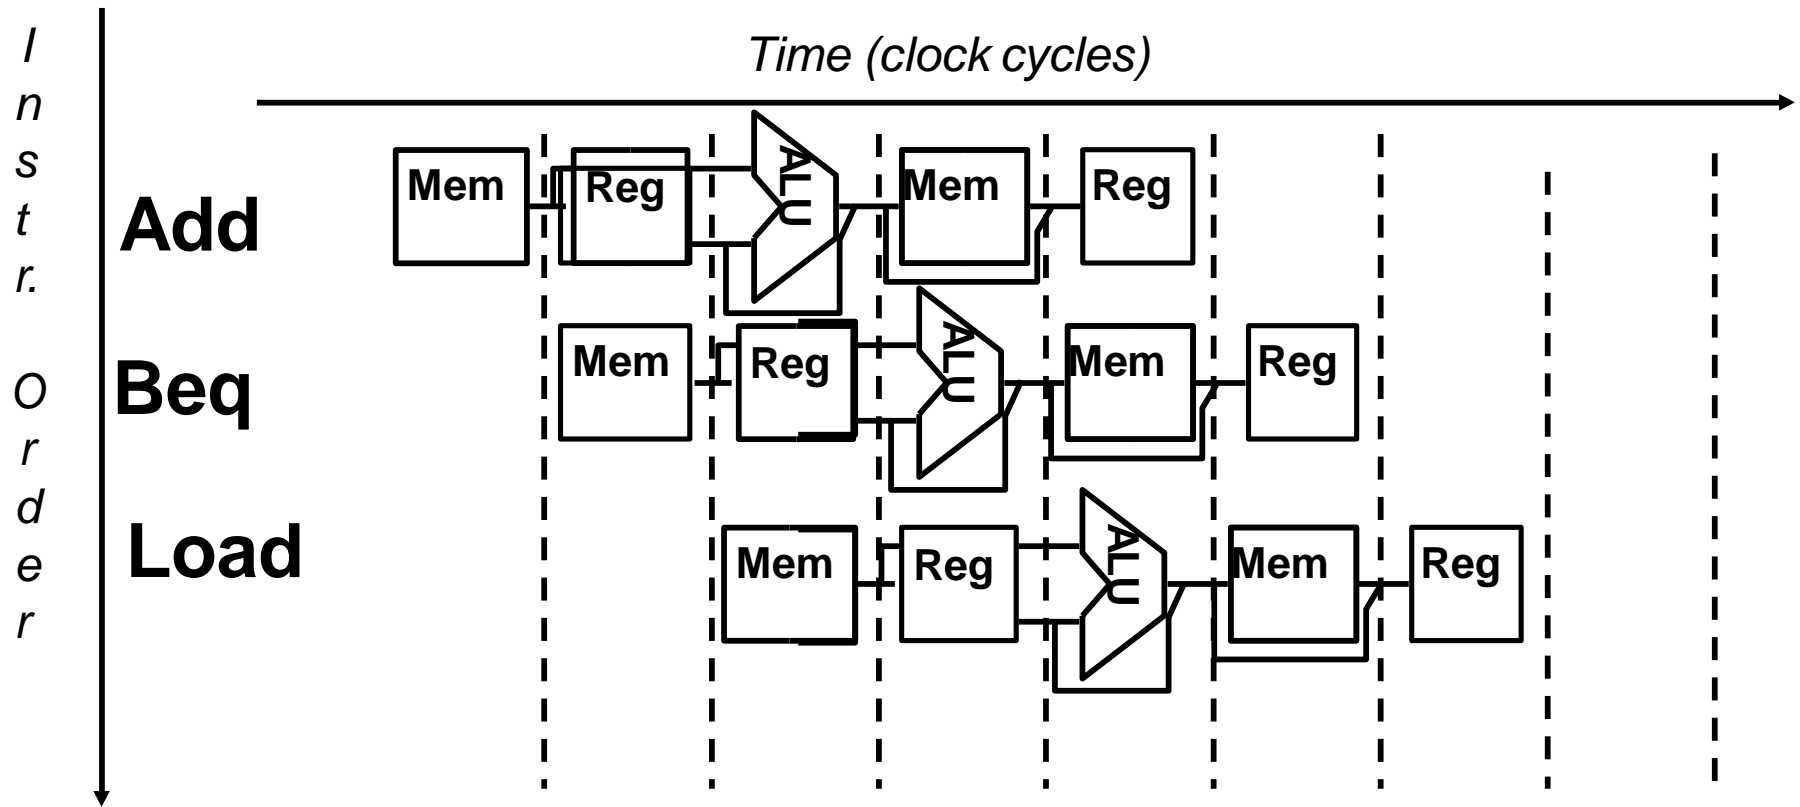 Instr. Order
Time (clock cycles)
Add
Mem Reg ALU Mem Reg
Beq
Mem Reg ALU Mem Reg
Load
Mem Reg ALU Mem Reg